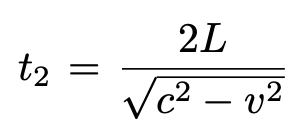 t₂ = 2L / √(c² − v²)